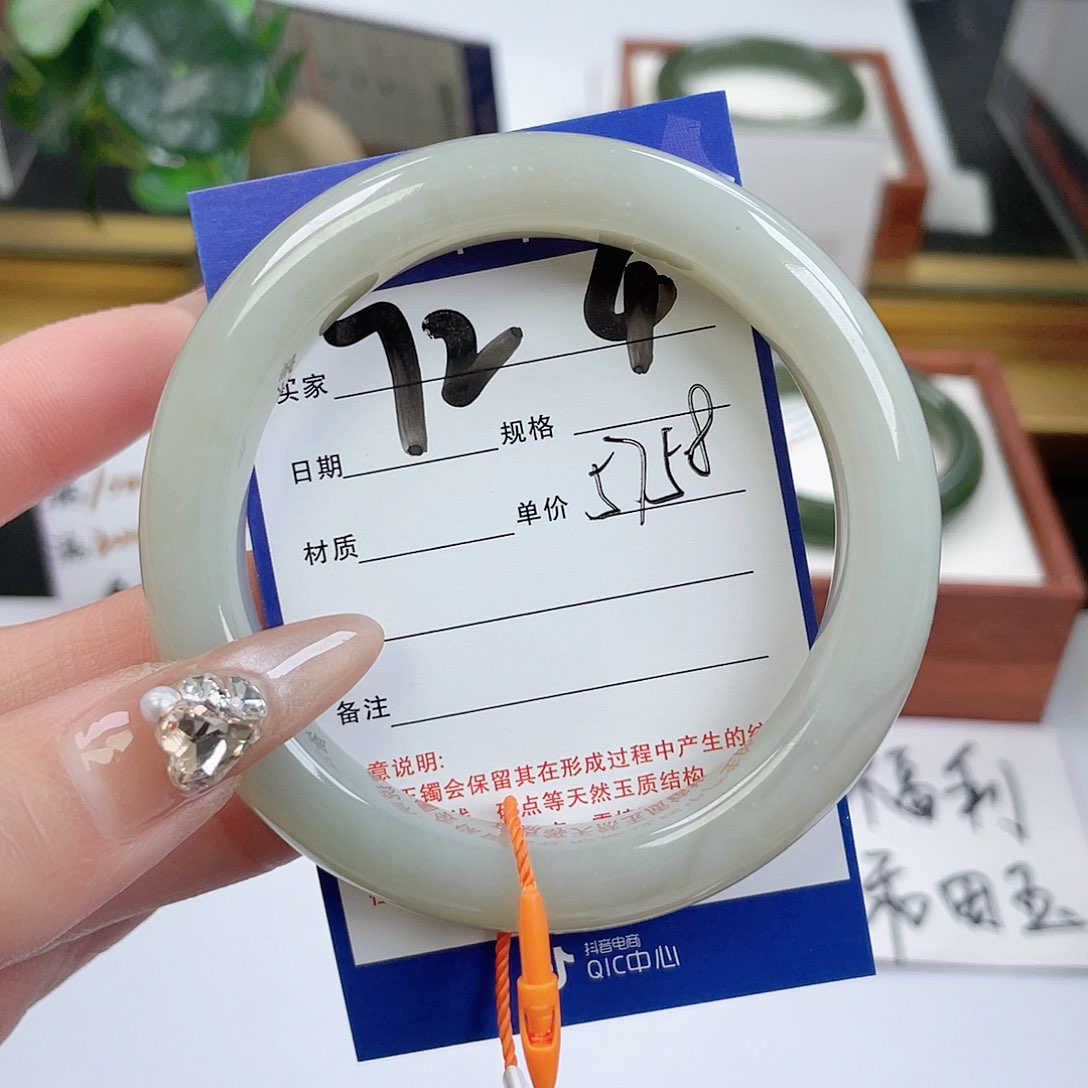 724
买家
规格 5758
日期
单价
材质
备注
意说明:
玉镯会保留其在形成过程中产生的
点等天然玉质结构
抖音电商
QIC中心
福利
和田玉